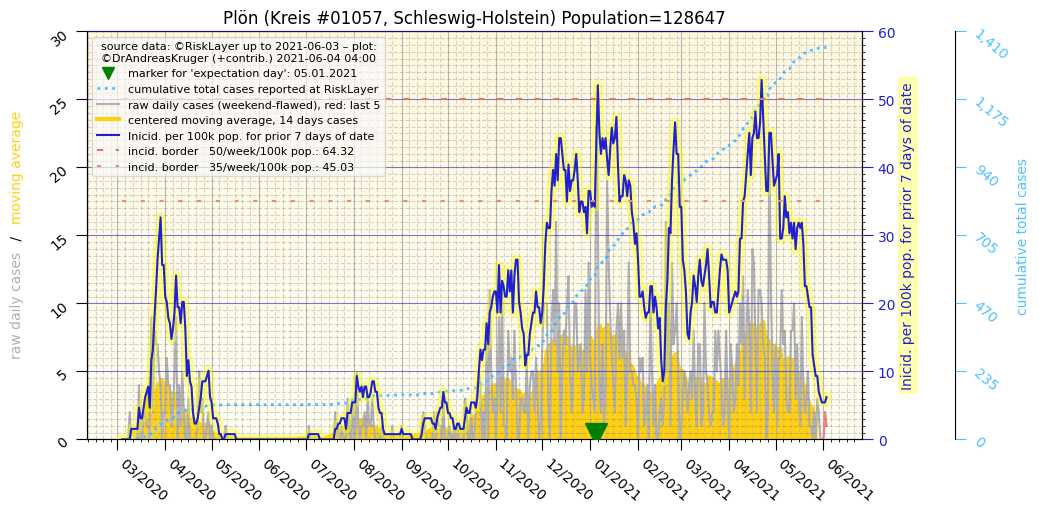 Plön (Kreis #01057, Schleswig-Holstein) Population=128647
source data: ©RiskLayer up to 2021-06-03 – plot:
©DrAndreasKruger (+contrib.) 2021-06-04 04:00
marker for 'expectation day': 05.01.2021
cumulative total cases reported at RiskLayer
raw daily cases (weekend-flawed), red: last 5
centered moving average, 14 days cases
Inicid. per 100k pop. for prior 7 days of date
incid. border 50/week/100k pop.: 64.32
incid. border 35/week/100k pop.: 45.03
raw daily cases / moving average
30
25
20
15
10
5
0
60
50
40
30
20
10
0
Inicid. per 100k pop. for prior 7 days of date
1,410
1,175
940
705
470
235
0
cumulative total cases
03/2020
04/2020
05/2020
06/2020
07/2020
08/2020
09/2020
10/2020
11/2020
12/2020
01/2021
02/2021
03/2021
04/2021
05/2021
06/2021